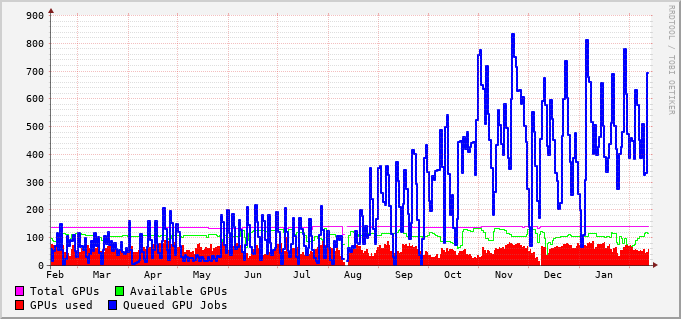 900
800
700
600
500
400
300
200
100
0
Feb Mar Apr May Jun Jul Aug Sep Oct Nov Dec Jan
Total GPUs Available GPUs
GPUs used Queued GPU Jobs
RRDTOOL / TOBI OETIKER